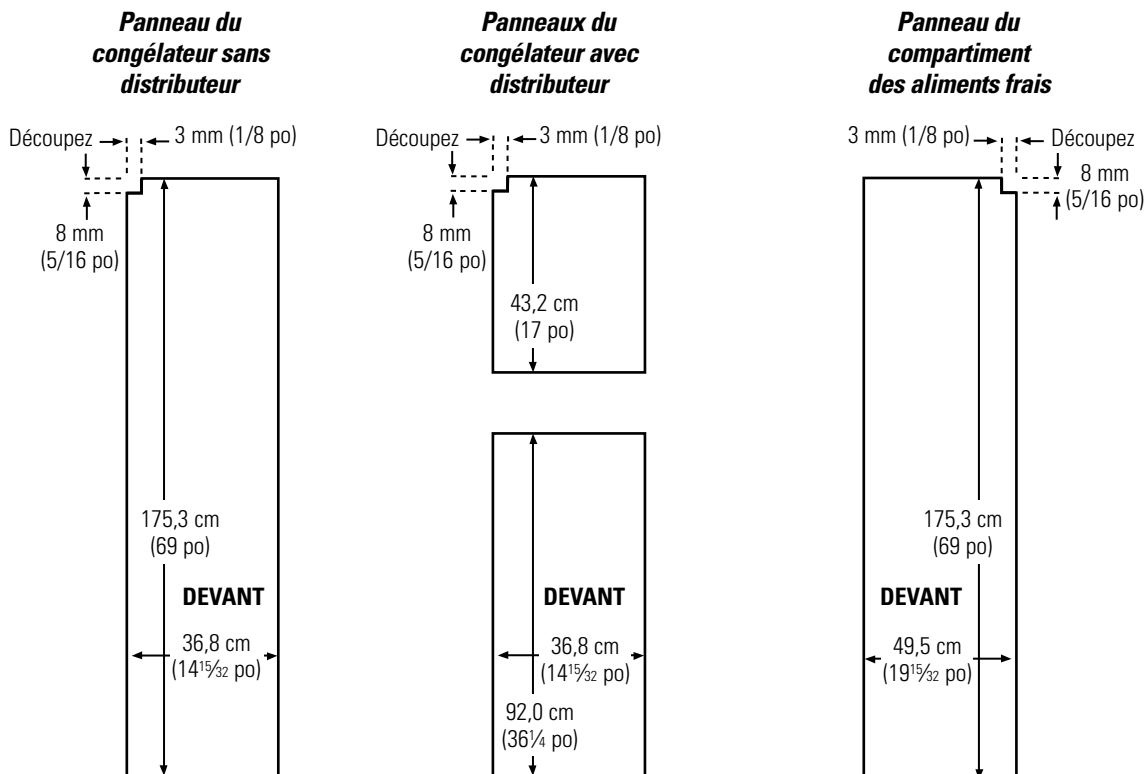 Panneau du
congélateur sans
distributeur
Découpez
3 mm (1/8 po)
8 mm
(5/16 po)
175,3 cm
(69 po)
DEVANT
36,8 cm
(14 15/32 po)
Panneaux du
congélateur avec
distributeur
Découpez
3 mm (1/8 po)
8 mm
(5/16 po)
43,2 cm
(17 po)
DEVANT
36,8 cm
(14 15/32 po)
92,0 cm
(36 1/4 po)
Panneau du
compartiment
des aliments frais
3 mm (1/8 po)
Découpez
8 mm
(5/16 po)
175,3 cm
(69 po)
DEVANT
49,5 cm
(19 15/32 po)